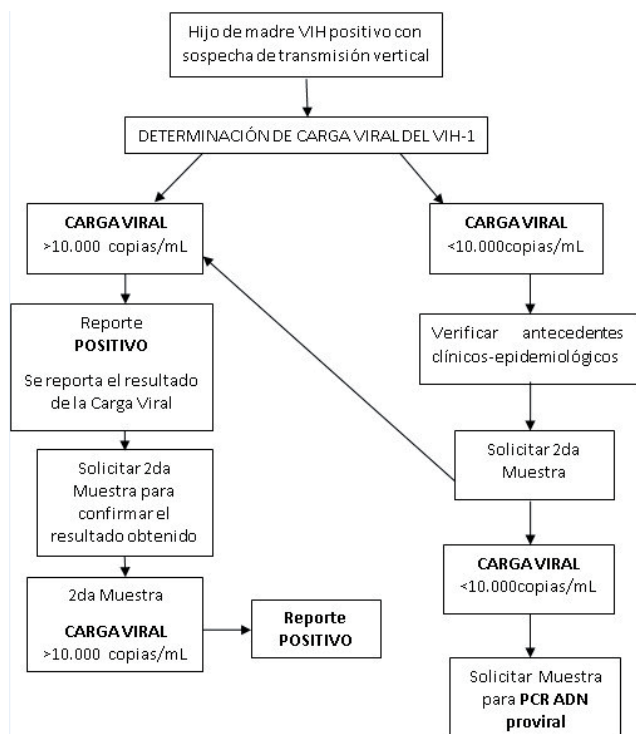 Hijo de madre VIH positivo con
sospecha de transmisión vertical
DETERMINACIÓN DE CARGA VIRAL DEL VIH-1
CARGA VIRAL
>10.000 copias/mL
CARGA VIRAL
<10.000copias/mL
Reporte
POSITIVO
Se reporta el resultado
de la Carga Viral
Verificar antecedentes
clínicos-epidemiológicos
Solicitar 2da
Muestra para
confirmar el
resultado obtenido
Solicitar 2da
Muestra
2da Muestra
CARGA VIRAL
>10.000 copias/mL
Reporte
POSITIVO
CARGA VIRAL
<10.000copias/mL
Solicitar Muestra
para PCR ADN
proviral